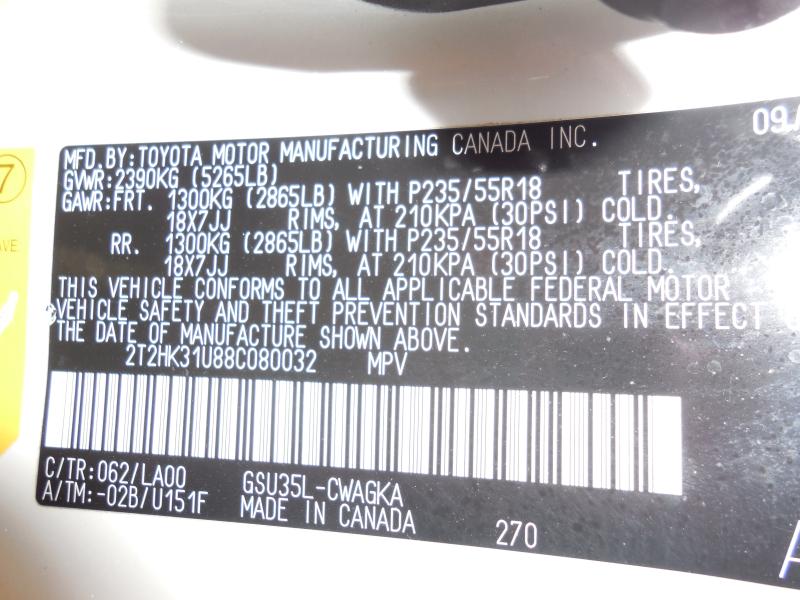 09/
MFD. BY: TOYOTA MOTOR MANUFACTURING CANADA INC.
GVWR: 2390KG (5265LB)
GAWR: FRT. 1300KG (2865LB) WITH P235/55R18 TIRES,
18X7JJ RIMS, AT 210KPA (30PSI) COLD.
RR. 1300KG (2865LB) WITH P235/55R18 TIRES,
18X7JJ RIMS, AT 210KPA (30PSI) COLD.
THIS VEHICLE CONFORMS TO ALL APPLICABLE FEDERAL MOTOR
VEHICLE SAFETY AND THEFT PREVENTION STANDARDS IN EFFECT
THE DATE OF MANUFACTURE SHOWN ABOVE.
2T2HK31U88C080032 MPV
C/TR: 062/LA00 GSU35L-CWAGKA
A/TM: -02B/U151F MADE IN CANADA 270
7